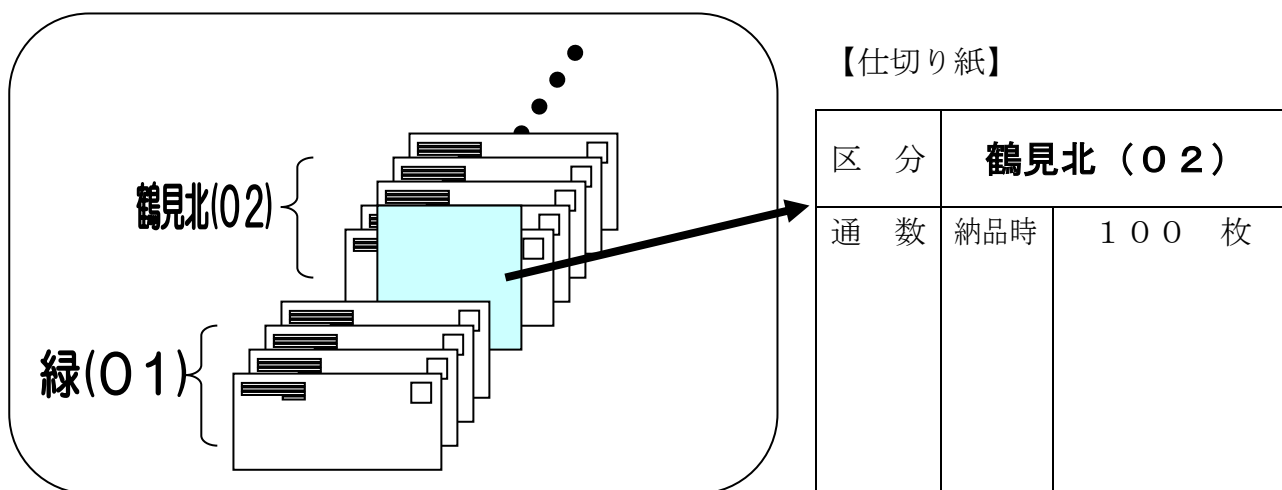 鶴見北(02)
緑(01)
【仕切り紙】
区 分 鶴見北(02)
通 数 納品時 100 枚